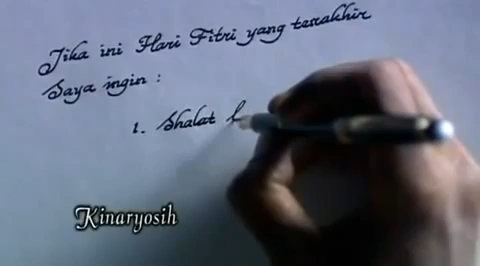 Jika ini Hari Fitri yang terakhir
Saya ingin :
1. Shalat
Kinaryosih